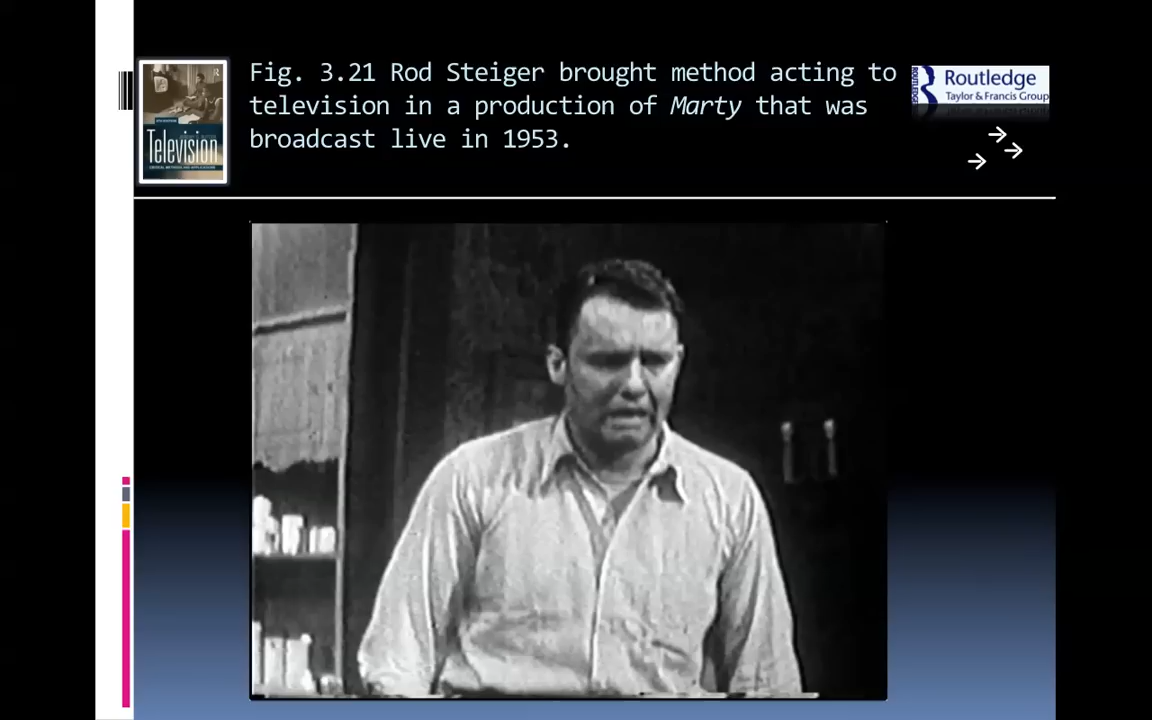 Fig. 3.21 Rod Steiger brought method acting to
television in a production of Marty that was
broadcast live in 1953.
Television
ROUTLEDGE
Routledge
Taylor & Francis Group